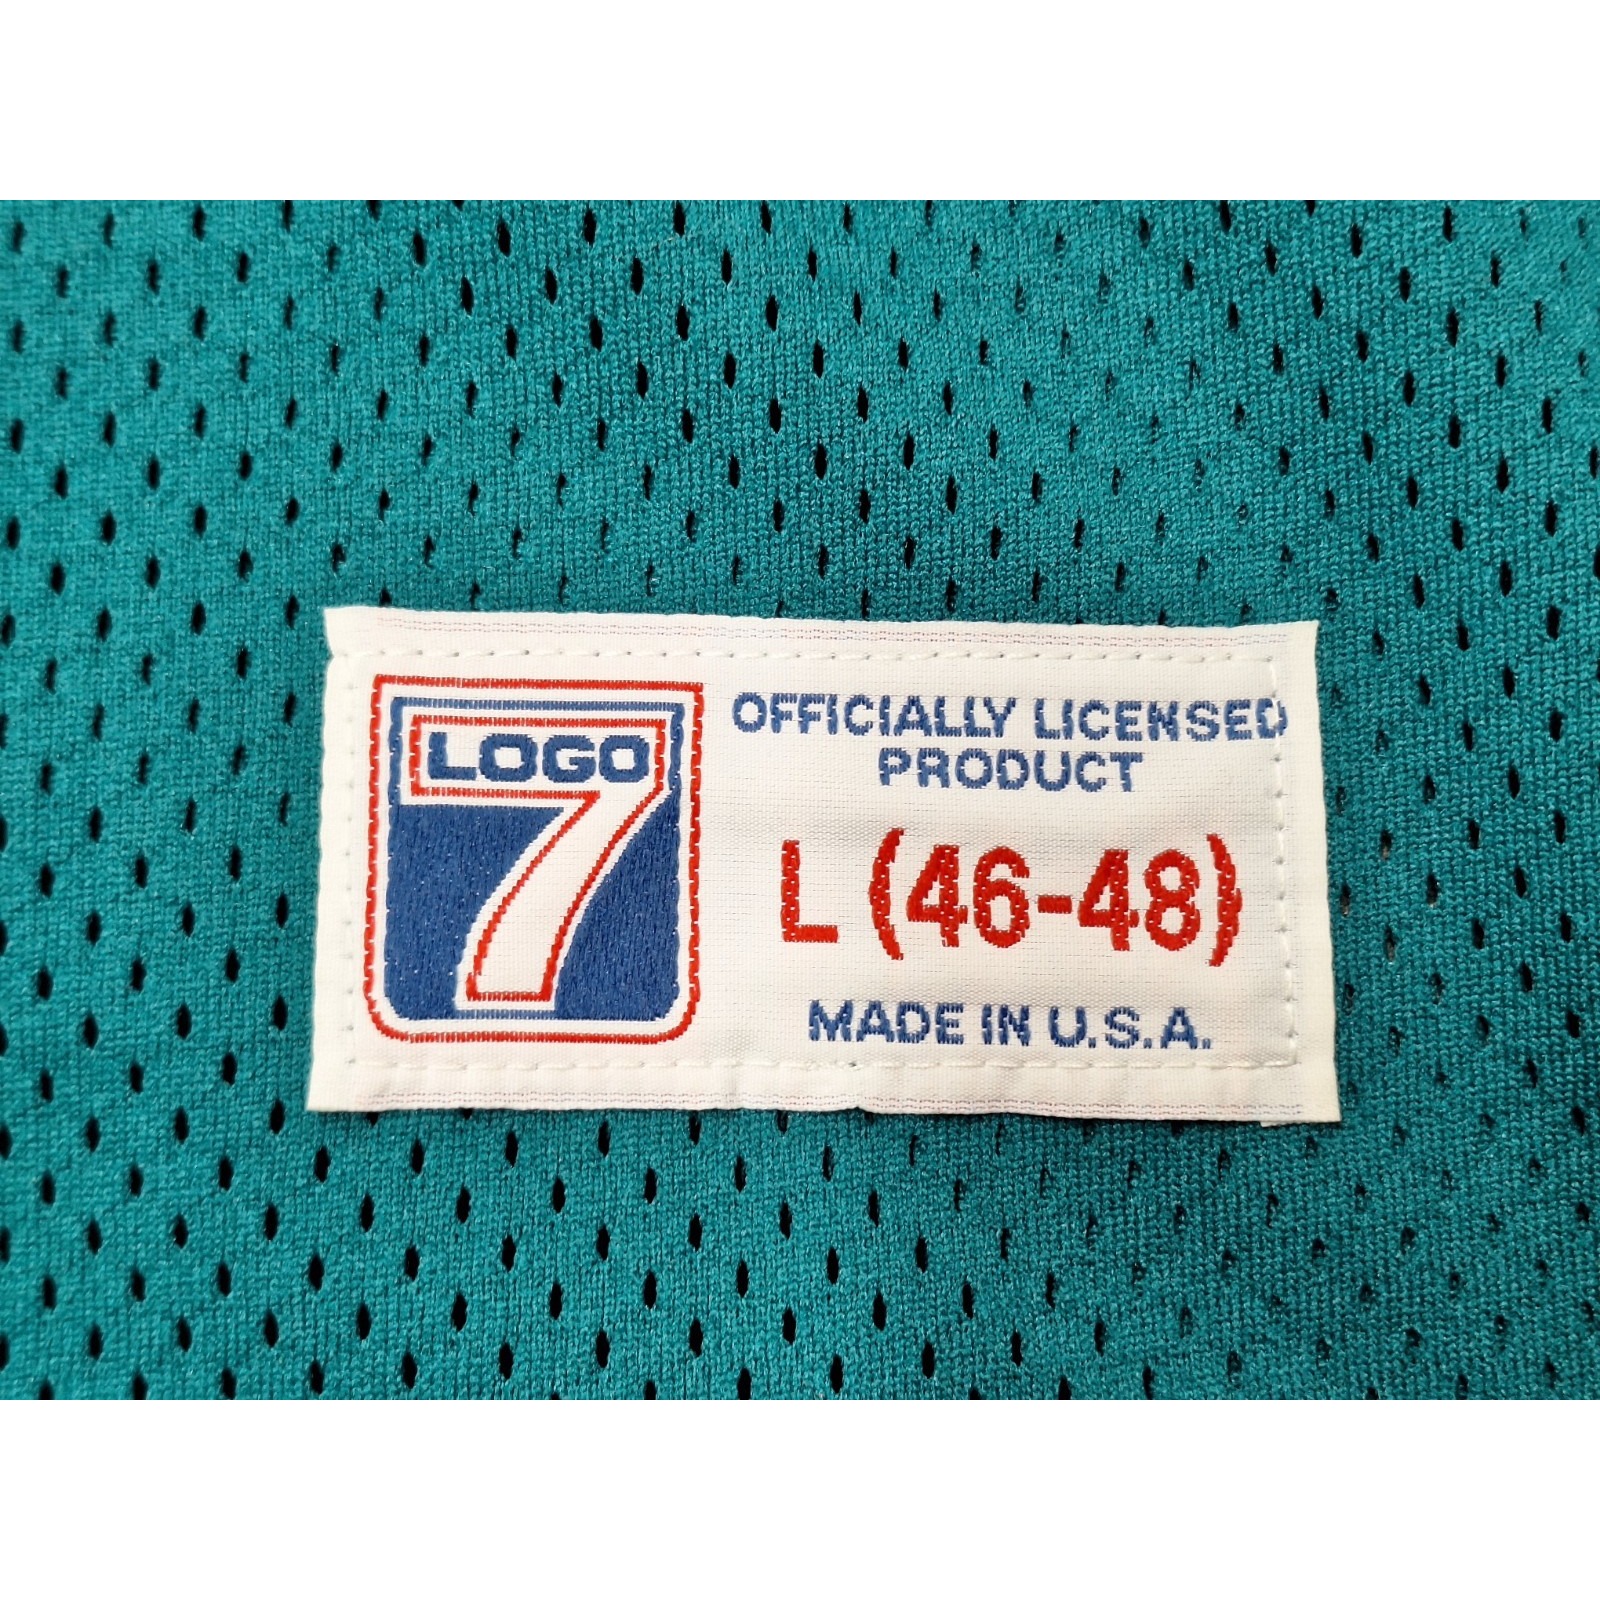 LOGO
7
OFFICIALLY LICENSED
PRODUCT
L (46-48)
MADE IN U.S.A.